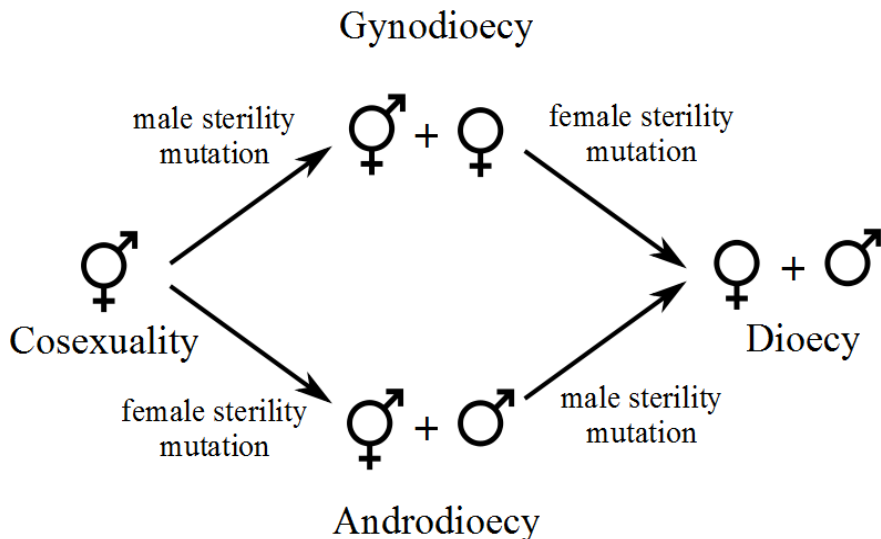 Gynodioecy
male sterility
mutation
+
female sterility
mutation
Cosexuality
+
Dioecy
female sterility
mutation
+
male sterility
mutation
Androdioecy